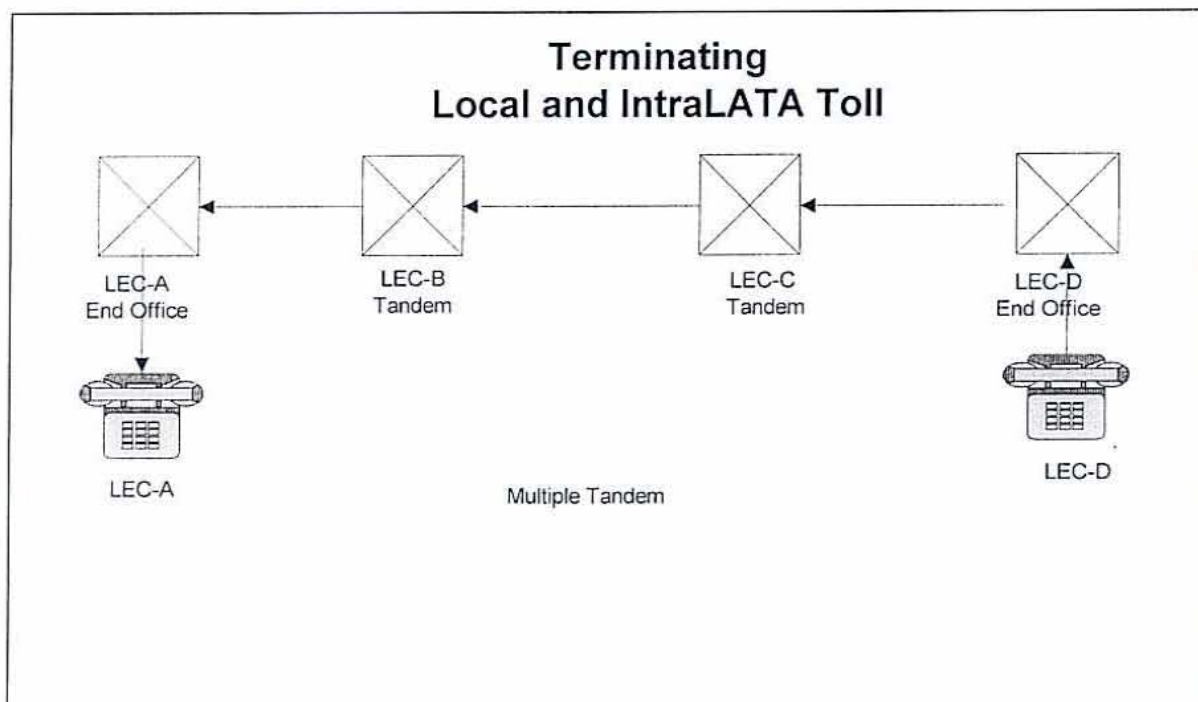 Terminating
Local and IntraLATA Toll
LEC-A
End Office
LEC-B
Tandem
LEC-C
Tandem
LEC-D
End Office
LEC-A
LEC-D
Multiple Tandem